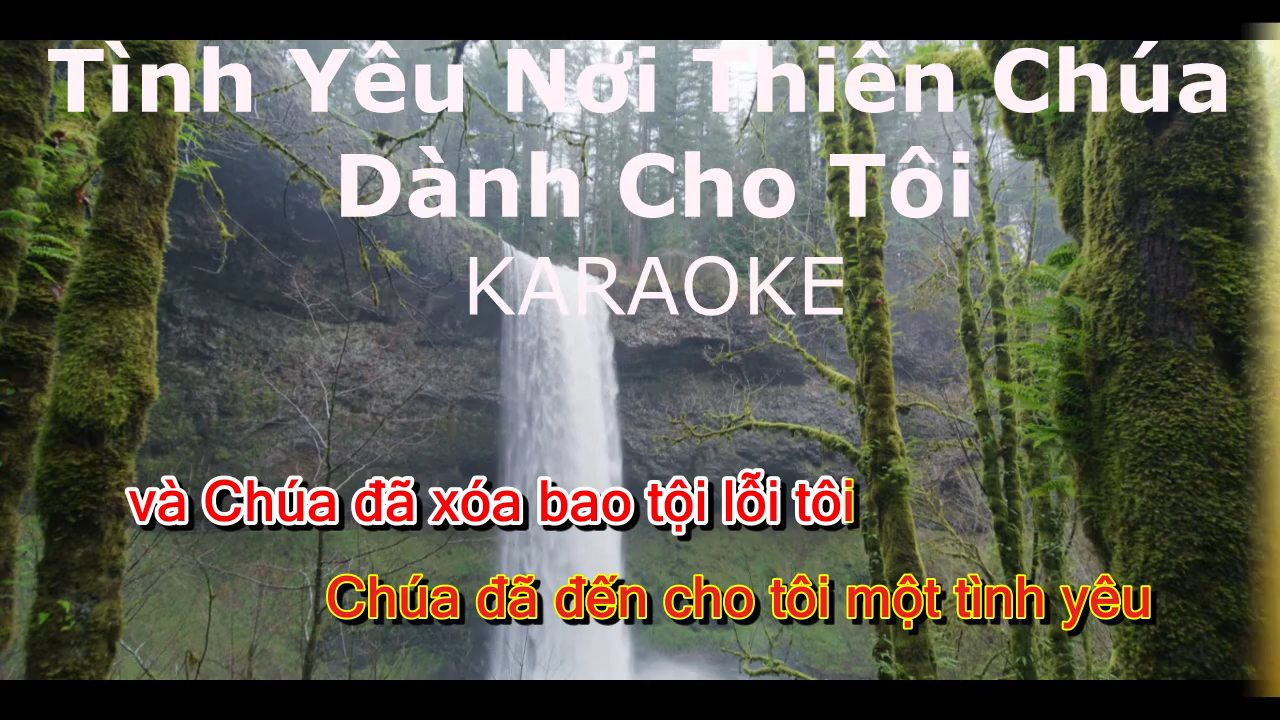 Tình Yêu Nơi Thiên Chúa
Dành Cho Tôi
KARAOKE
và Chúa đã xóa bao tội lỗi tôi
Chúa đã đến cho tôi một tình yêu